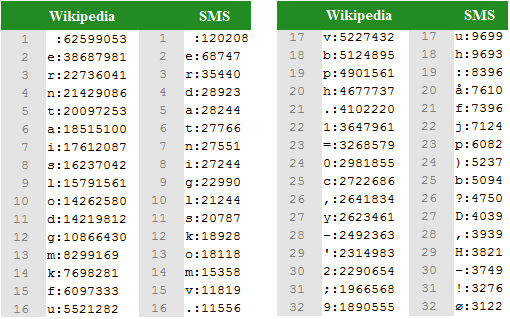 Wikipedia SMS
1 :62599053 1 :120208
2 e:38687981 2 e:68747
3 r:22736041 3 r:35440
4 n:21429086 4 d:28923
5 t:20097253 5 a:28244
6 a:18515100 6 t:27766
7 i:17612087 7 n:27551
8 s:16237042 8 i:27244
9 l:15791561 9 g:22990
10 o:14262580 10 l:21244
11 d:14219812 11 s:20787
12 g:10866430 12 k:18928
13 m:8299169 13 o:18118
14 k:7698281 14 m:15358
15 f:6097333 15 v:11819
16 u:5521282 16 .:11556
Wikipedia SMS
17 v:5227432 17 u:9699
18 b:5124895 18 h:9693
19 p:4901561 19 ::8396
20 h:4677737 20 å:7610
21 .:4102220 21 f:7396
22 1:3647961 22 j:7124
23 =:3268579 23 p:6082
24 0:2981855 24 ):5237
25 c:2722686 25 b:5094
26 ,:2641834 26 ?:4750
27 y:2623461 27 D:4039
28 -:2492363 28 ,:3939
29 ':2314983 29 H:3821
30 2:2290654 30 -:3749
31 ;:1966568 31 !:3276
32 9:1890555 32 ø:3122